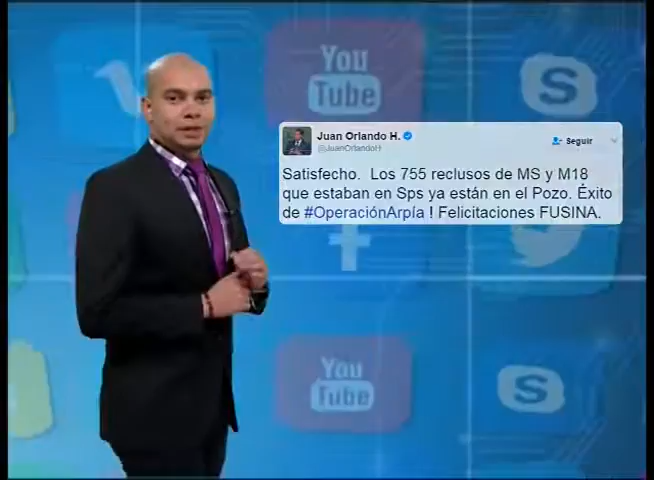 You
Tube
Juan Orlando H.
@JuanOrlandoH
Seguir
Satisfecho. Los 755 reclusos de MS y M18
que estaban en Sps ya están en el Pozo. Éxito
de #OperaciónArpía ! Felicitaciones FUSINA.
You
Tube